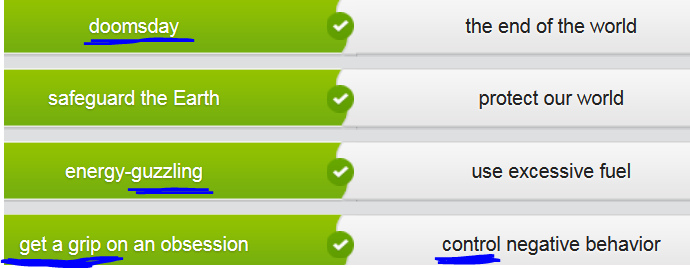 doomsday the end of the world
safeguard the Earth protect our world
energy-guzzling use excessive fuel
get a grip on an obsession control negative behavior